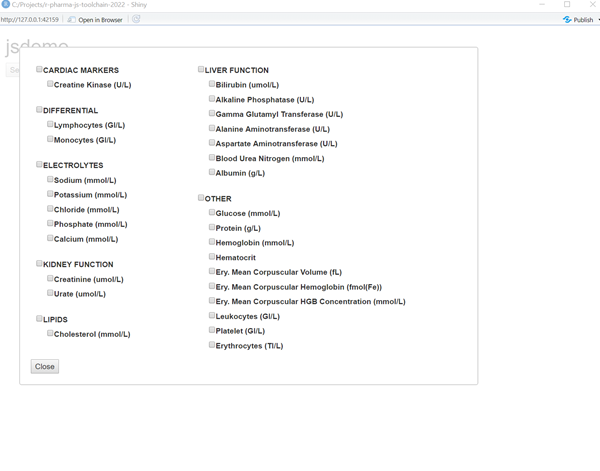 C:/Projects/r-pharma-js-toolchain-2022 - Shiny
http://127.0.0.1:42159
Open in Browser
Publish
jsdemo
CARDIAC MARKERS
Creatine Kinase (U/L)
DIFFERENTIAL
Lymphocytes (GI/L)
Monocytes (GI/L)
ELECTROLYTES
Sodium (mmol/L)
Potassium (mmol/L)
Chloride (mmol/L)
Phosphate (mmol/L)
Calcium (mmol/L)
KIDNEY FUNCTION
Creatinine (umol/L)
Urate (umol/L)
LIPIDS
Cholesterol (mmol/L)
LIVER FUNCTION
Bilirubin (umol/L)
Alkaline Phosphatase (U/L)
Gamma Glutamyl Transferase (U/L)
Alanine Aminotransferase (U/L)
Aspartate Aminotransferase (U/L)
Blood Urea Nitrogen (mmol/L)
Albumin (g/L)
OTHER
Glucose (mmol/L)
Protein (g/L)
Hemoglobin (mmol/L)
Hematocrit
Ery. Mean Corpuscular Volume (fL)
Ery. Mean Corpuscular Hemoglobin (fmol(Fe))
Ery. Mean Corpuscular HGB Concentration (mmol/L)
Leukocytes (GI/L)
Platelet (GI/L)
Erythrocytes (TI/L)
Close